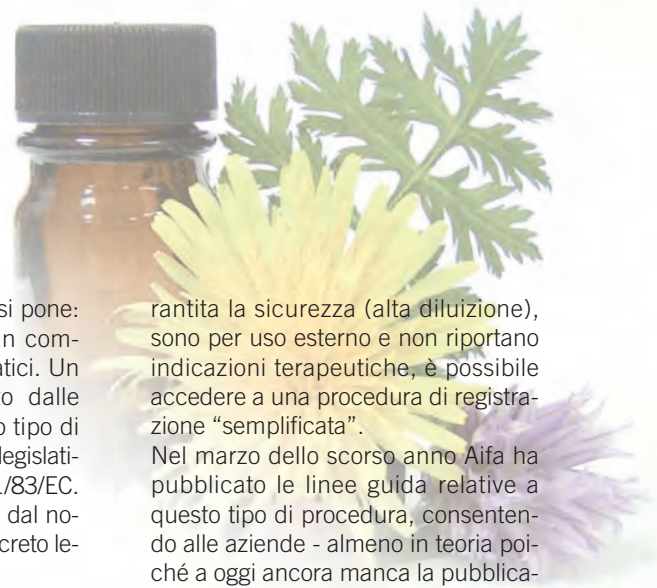 si pone:
n com-
atici. Un
o dalle
o tipo di
legislati-
/83/EC.
dal no-
creto le-
rantita la sicurezza (alta diluizione),
sono per uso esterno e non riportano
indicazioni terapeutiche, è possibile
accedere a una procedura di registra-
zione “semplificata”.
Nel marzo dello scorso anno Aifa ha
pubblicato le linee guida relative a
questo tipo di procedura, consenten-
do alle aziende - almeno in teoria poi-
ché a oggi ancora manca la pubblica-